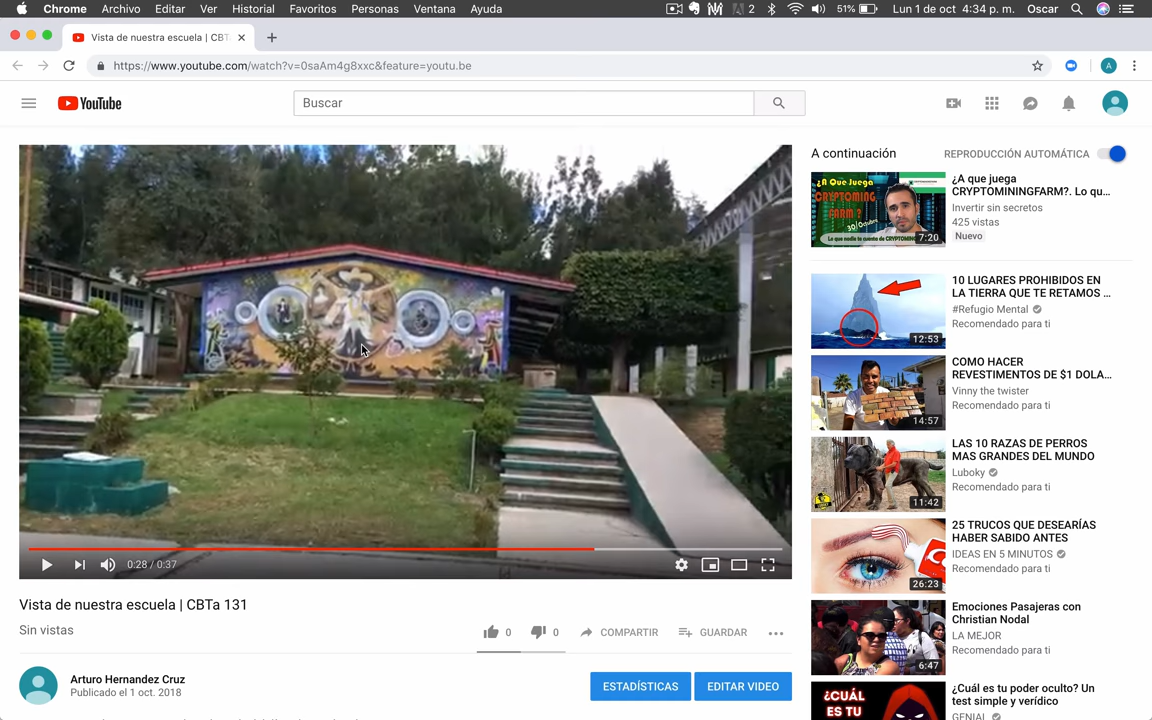 Chrome Archivo Editar Ver Historial Favoritos Personas Ventana Ayuda 2 51% Lun 1 de oct 4:34 p. m. Oscar
Vista de nuestra escuela | CBT
https://www.youtube.com/watch?v=0saAm4g8xxc&feature=youtu.be
A
YouTube
Buscar
A continuación
REPRODUCCIÓN AUTOMÁTICA
¿A Que Juega
CRYPTOMING
FARM ?
30/Octubre
7:20
¿A que juega
CRYPTOMININGFARM?. Lo qu...
Invertir sin secretos
425 vistas
Nuevo
12:53
10 LUGARES PROHIBIDOS EN
LA TIERRA QUE TE RETAMOS ...
#Refugio Mental
Recomendado para ti
14:57
COMO HACER
REVESTIMIENTOS DE $1 DOLA...
Vinny the twister
Recomendado para ti
11:42
LAS 10 RAZAS DE PERROS
MAS GRANDES DEL MUNDO
Luboky
Recomendado para ti
26:23
25 TRUCOS QUE DESEARÍAS
HABER SABIDO ANTES
IDEAS EN 5 MINUTOS
Recomendado para ti
6:47
Emociones Pasajeras con
Christian Nodal
LA MEJOR
Recomendado para ti
¿CUÁL
ES TU
¿Cuál es tu poder oculto? Un
test simple y verídico
GENIAL
0:28 / 0:37
Vista de nuestra escuela | CBTa 131
Sin vistas
0 0 COMPARTIR GUARDAR
Arturo Hernandez Cruz
Publicado el 1 oct. 2018
ESTADÍSTICAS EDITAR VIDEO